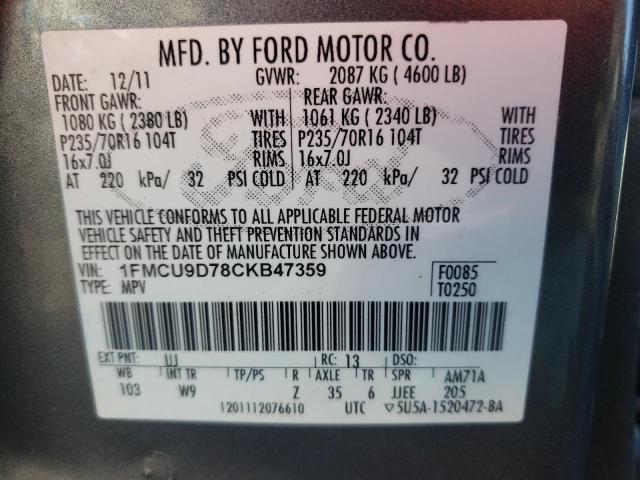 MFD. BY FORD MOTOR CO.
DATE: 12/11 GVWR: 2087 KG ( 4600 LB)
FRONT GAWR: REAR GAWR:
1080 KG ( 2380 LB) WITH 1061 KG ( 2340 LB) WITH
P235/70R16 104T TIRES P235/70R16 104T TIRES
16x7.0J RIMS 16x7.0J RIMS
AT 220 kPa/ 32 PSI COLD AT 220 kPa/ 32 PSI COLD
THIS VEHICLE CONFORMS TO ALL APPLICABLE FEDERAL MOTOR
VEHICLE SAFETY AND THEFT PREVENTION STANDARDS IN
EFFECT ON THE DATE OF MANUFACTURE SHOWN ABOVE.
VIN: 1FMCU9D78CKB47359 F0085
TYPE: MPV T0250
EXT PNT: UJ RC: 13 DSO:
WB INT TR TP/PS R AXLE TR SPR AM71A
103 W9 Z 35 6 JJEE 205
1201112076610 UTC ▽5U5A-1520472-BA